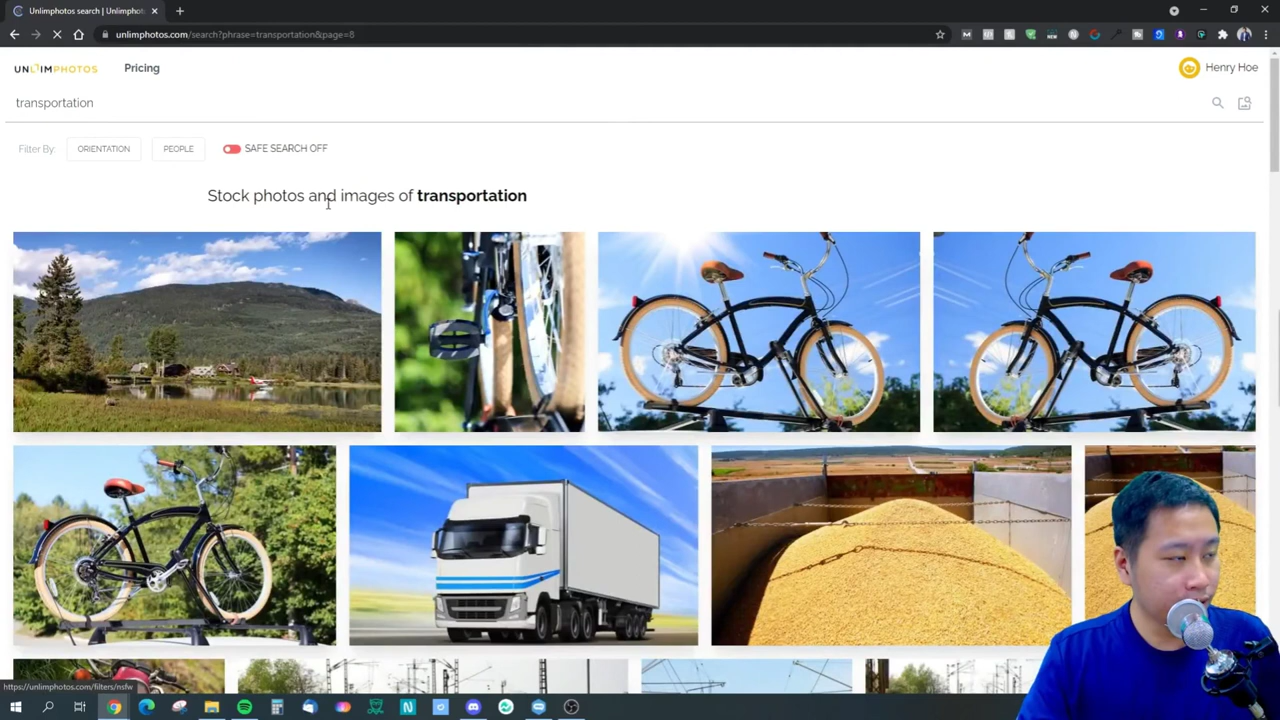 Unlimphotos search | Unlimphot
unlimphotos.com/search?phrase=transportation&page=8
UNLIMPHOTOS
Pricing
Henry Hoe
transportation
Filter By:
ORIENTATION
PEOPLE
SAFE SEARCH OFF
Stock photos and images of transportation
https://unlimphotos.com/filters/nsfw